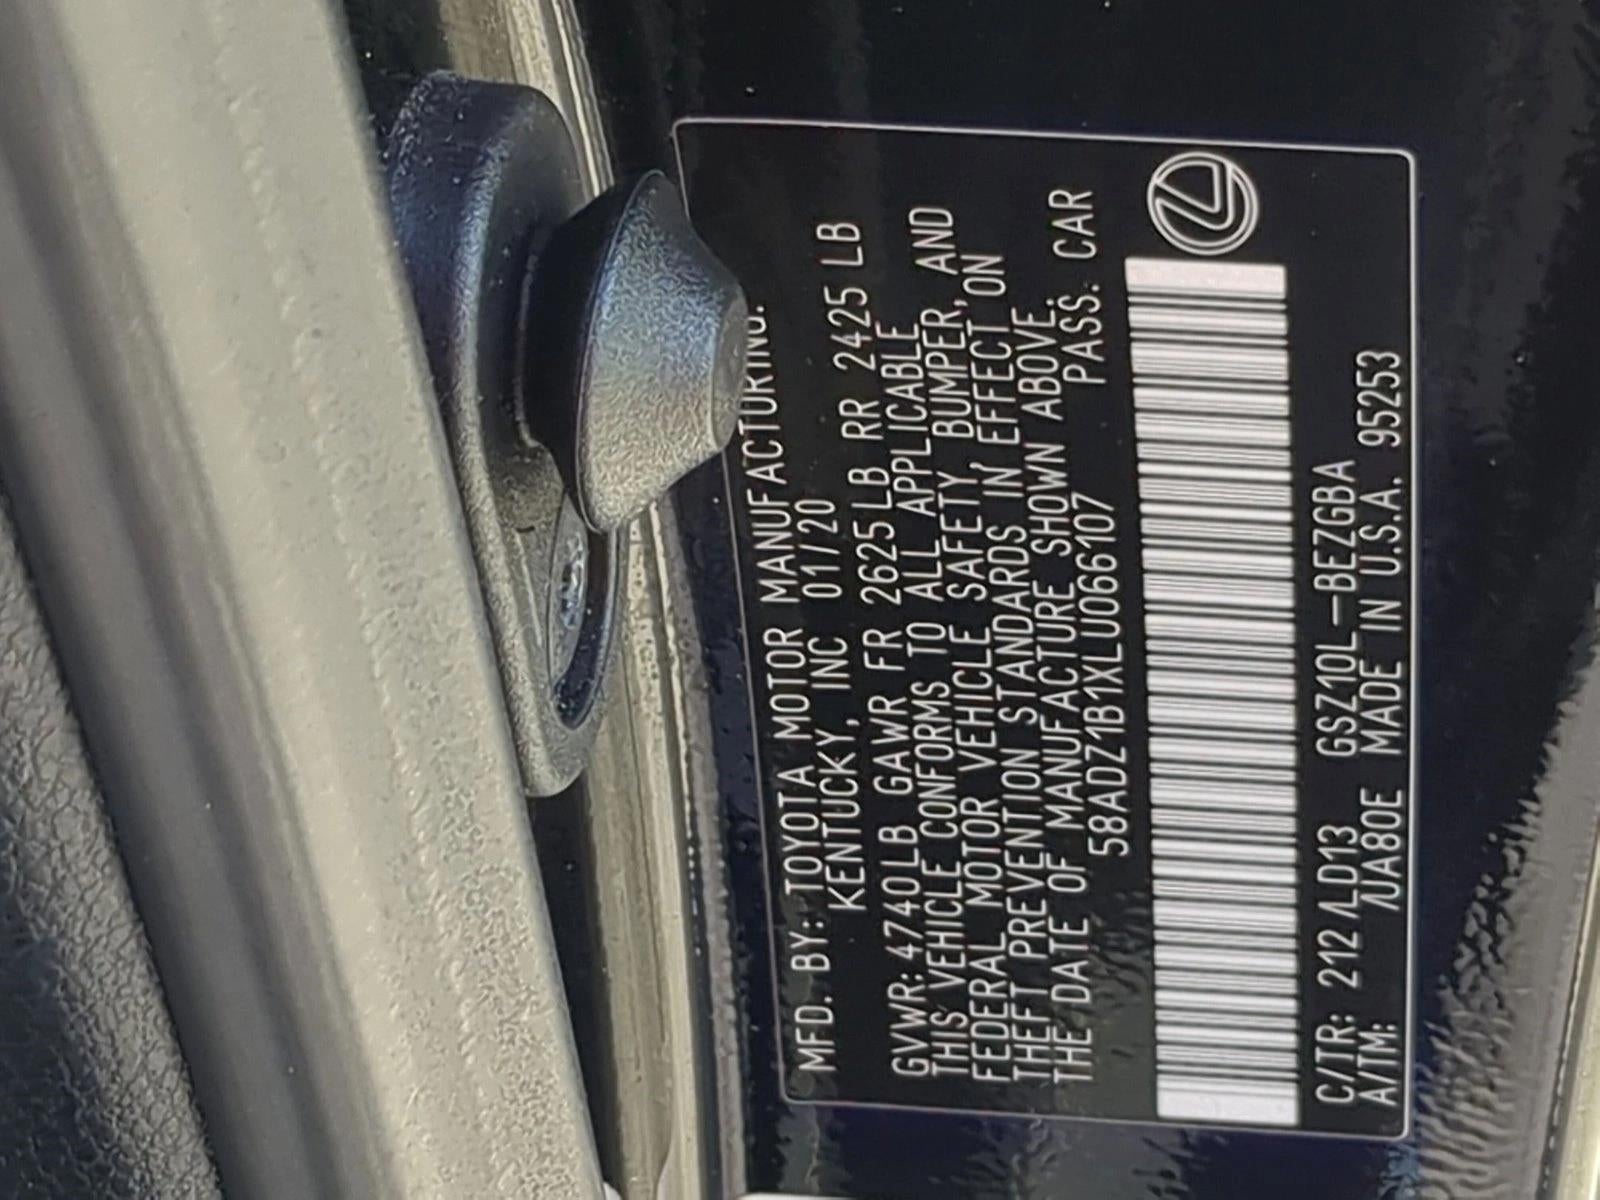 MFD. BY: TOYOTA MOTOR MANUFACTURING.
KENTUCKY, INC 01/20
GVWR: 4740LB GAWR FR 2625LB RR 2425 LB
THIS VEHICLE CONFORMS TO ALL APPLICABLE
FEDERAL MOTOR VEHICLE SAFETY, BUMPER, AND
THEFT PREVENTION STANDARDS IN EFFECT ON
THE DATE OF MANUFACTURE SHOWN ABOVE.
58ADZ1B1XLU066107 PASS. CAR
C/TR: 212 /LD13 GSZ10L-BEZGBA
A/TM: /UA80E MADE IN U.S.A. 95253